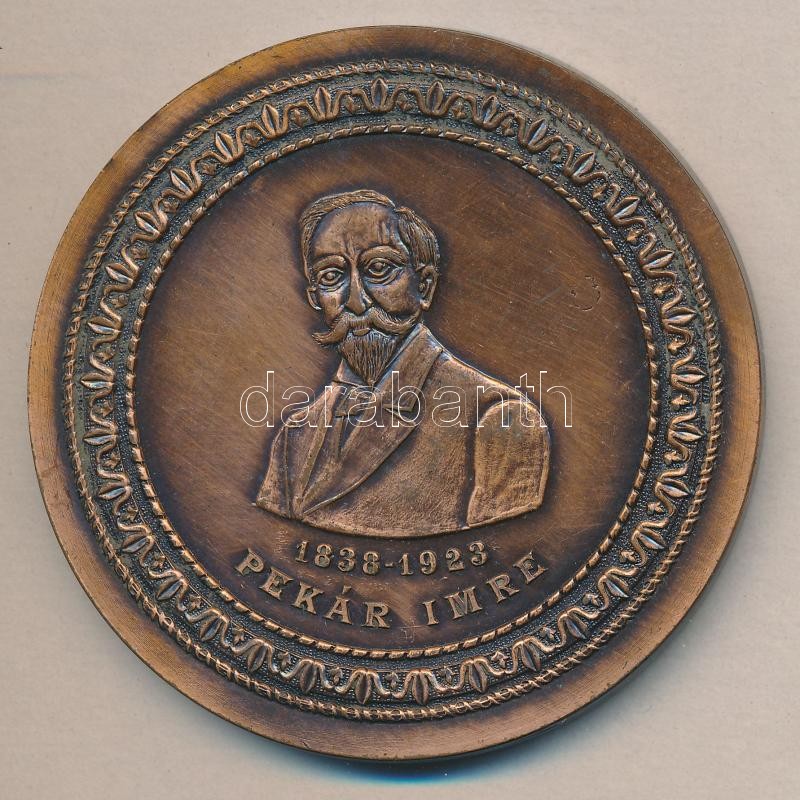 darabanth
1838-1923
PEKÁR IMRE